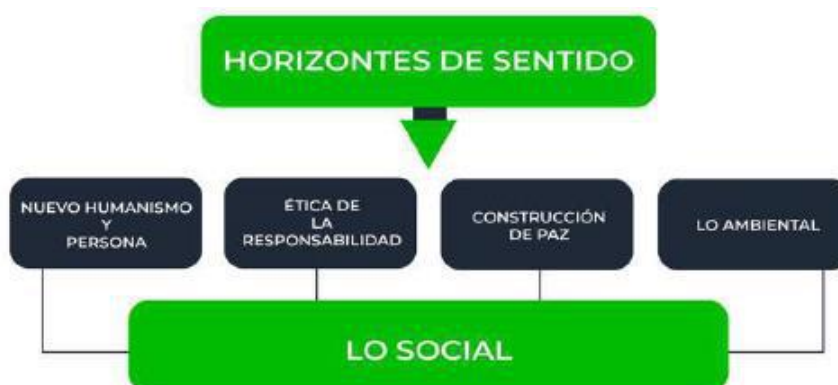 HORIZONTES DE SENTIDO
NUEVO HUMANISMO
Y
PERSONA
ÉTICA DE
LA
RESPONSABILIDAD
CONSTRUCCIÓN
DE PAZ
LO AMBIENTAL
LO SOCIAL